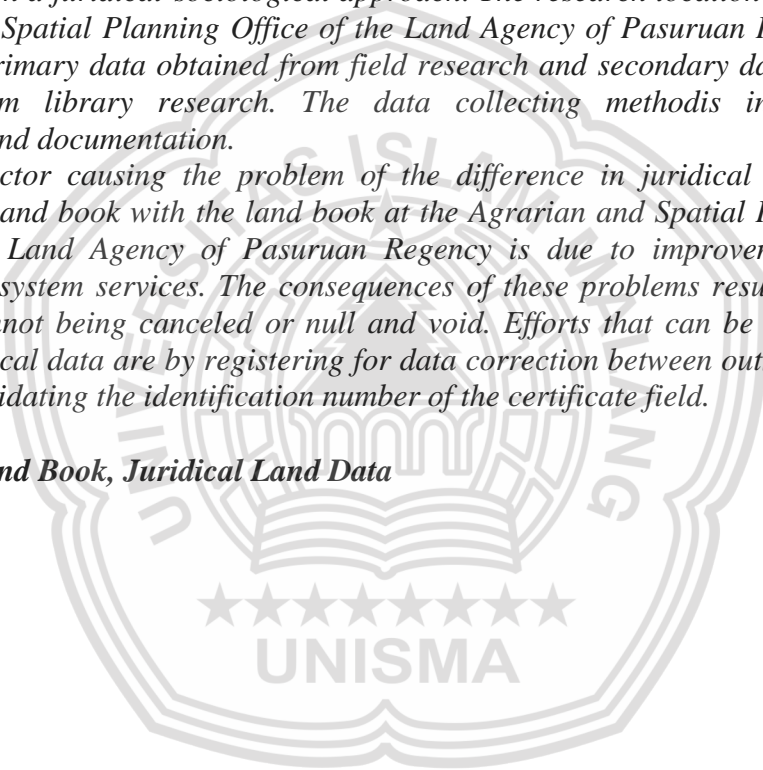 n a juridical sociological approach. The research location
Spatial Planning Office of the Land Agency of Pasuruan
rimary data obtained from field research and secondary da
m library research. The data collecting methodis in
nd documentation.
ctor causing the problem of the difference in juridical
and book with the land book at the Agrarian and Spatial
Land Agency of Pasuruan Regency is due to improver
system services. The consequences of these problems resu
not being canceled or null and void. Efforts that can be
cal data are by registering for data correction between out
idating the identification number of the certificate field.
nd Book, Juridical Land Data
UNIVERSITAS ISLAM MALANG
UNISMA